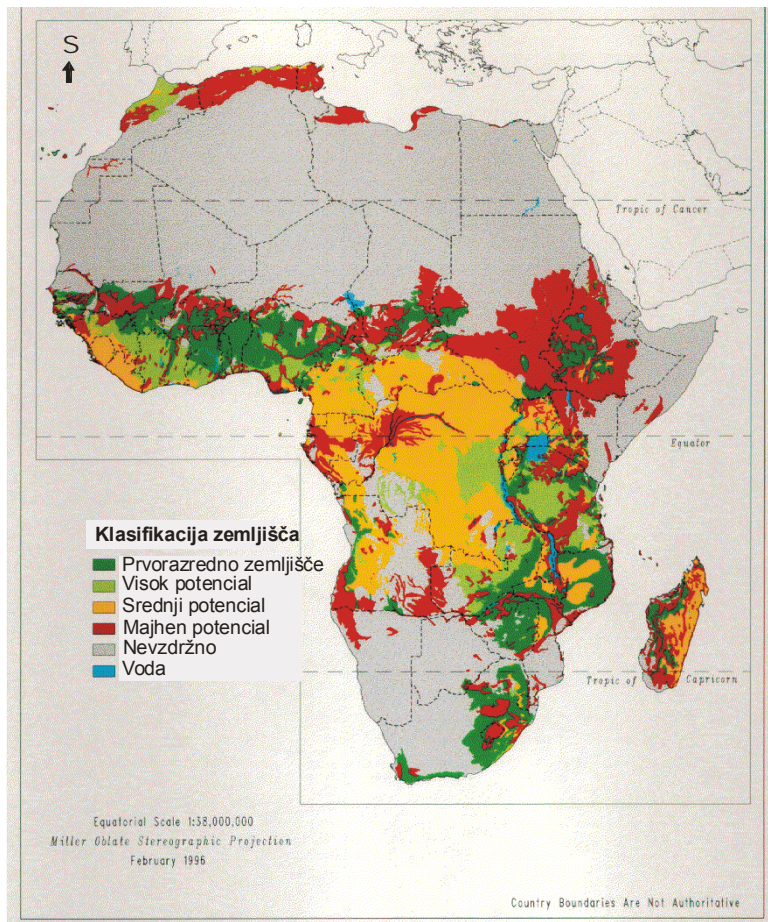 S
Tropic of Cancer
Equator
Klasifikacija zemljišča
Prvorazredno zemljišče
Visok potencial
Srednji potencial
Majhen potencial
Nevzdržno
Voda
Tropic of Capricorn
Equatorial Scale 1:38,000,000
Miller Oblate Stereographic Projection
February 1996
Country Boundaries Are Not Authoritative